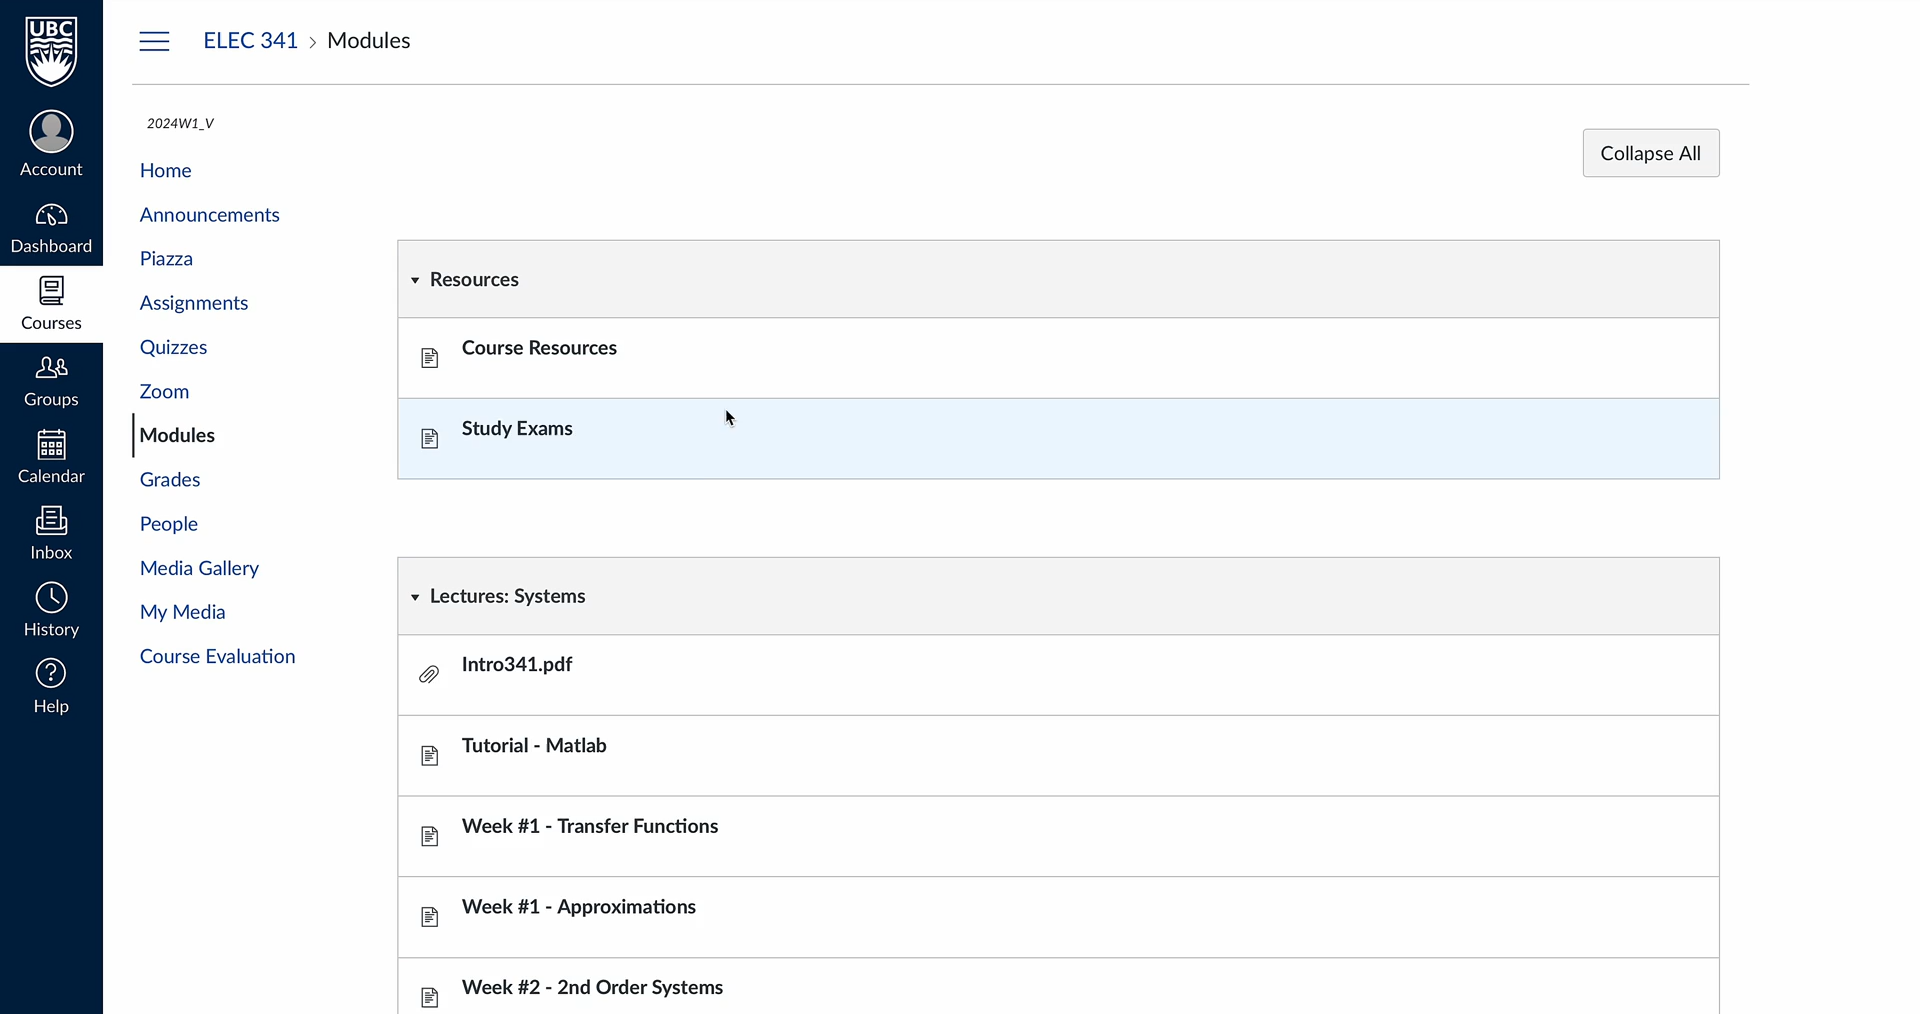 UBC
Account
Dashboard
Courses
Groups
Calendar
Inbox
History
Help
ELEC 341 > Modules
2024W1_V
Home
Announcements
Piazza
Assignments
Quizzes
Zoom
Modules
Grades
People
Media Gallery
My Media
Course Evaluation
Collapse All
Resources
Course Resources
Study Exams
Lectures: Systems
Intro341.pdf
Tutorial - Matlab
Week #1 - Transfer Functions
Week #1 - Approximations
Week #2 - 2nd Order Systems